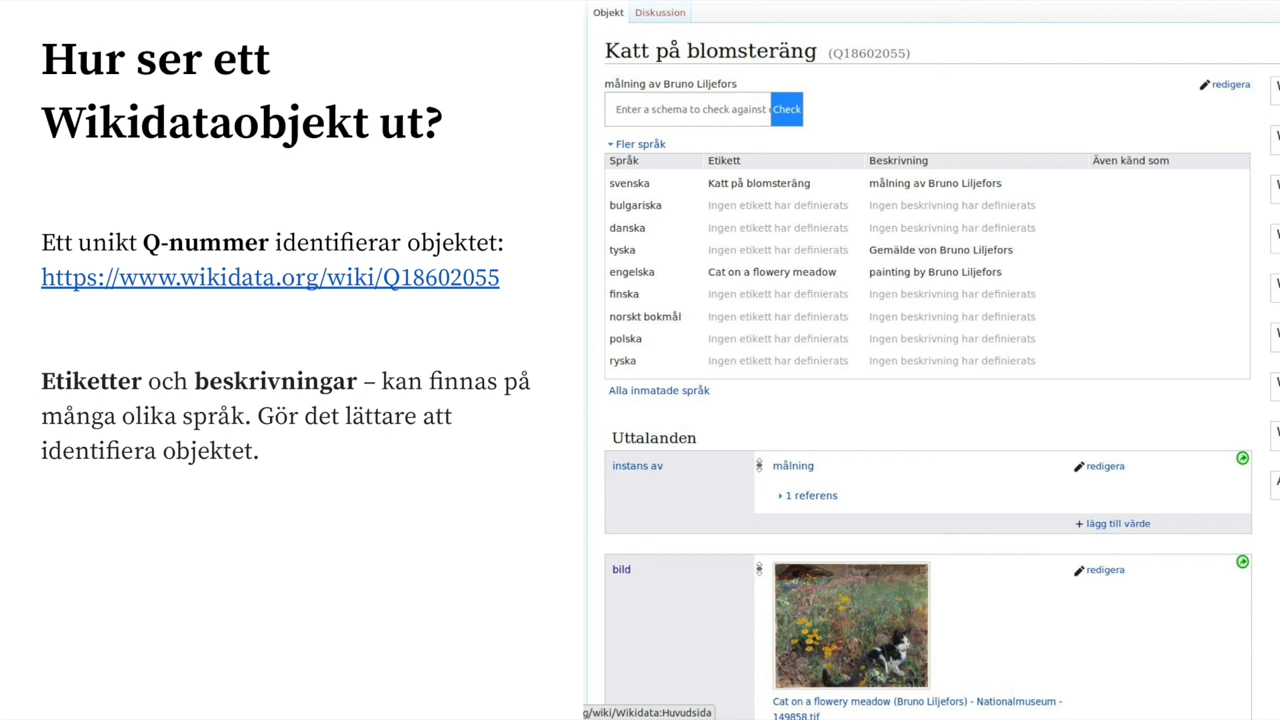 Hur ser ett
Wikidataobjekt ut?
Ett unikt Q-nummer identifierar objektet:
https://www.wikidata.org/wiki/Q18602055
Etiketter och beskrivningar – kan finnas på
många olika språk. Gör det lättare att
identifiera objektet.
Objekt Diskussion
Katt på blomsteräng (Q18602055)
målning av Bruno Liljefors redigera
Enter a schema to check against Check
Fler språk
Språk Etikett Beskrivning Även känd som
svenska Katt på blomsteräng målning av Bruno Liljefors
bulgariska Ingen etikett har definierats Ingen beskrivning har definierats
danska Ingen etikett har definierats Ingen beskrivning har definierats
tyska Ingen etikett har definierats Gemälde von Bruno Liljefors
engelska Cat on a flowery meadow painting by Bruno Liljefors
finska Ingen etikett har definierats Ingen beskrivning har definierats
norskt bokmål Ingen etikett har definierats Ingen beskrivning har definierats
polska Ingen etikett har definierats Ingen beskrivning har definierats
ryska Ingen etikett har definierats Ingen beskrivning har definierats
Alla inmatade språk
Uttalanden
instans av målning redigera
1 referens
+ lägg till värde
bild redigera
Cat on a flowery meadow (Bruno Liljefors) - Nationalmuseum -
149858.tif
g/wiki/Wikidata:Huvudsida